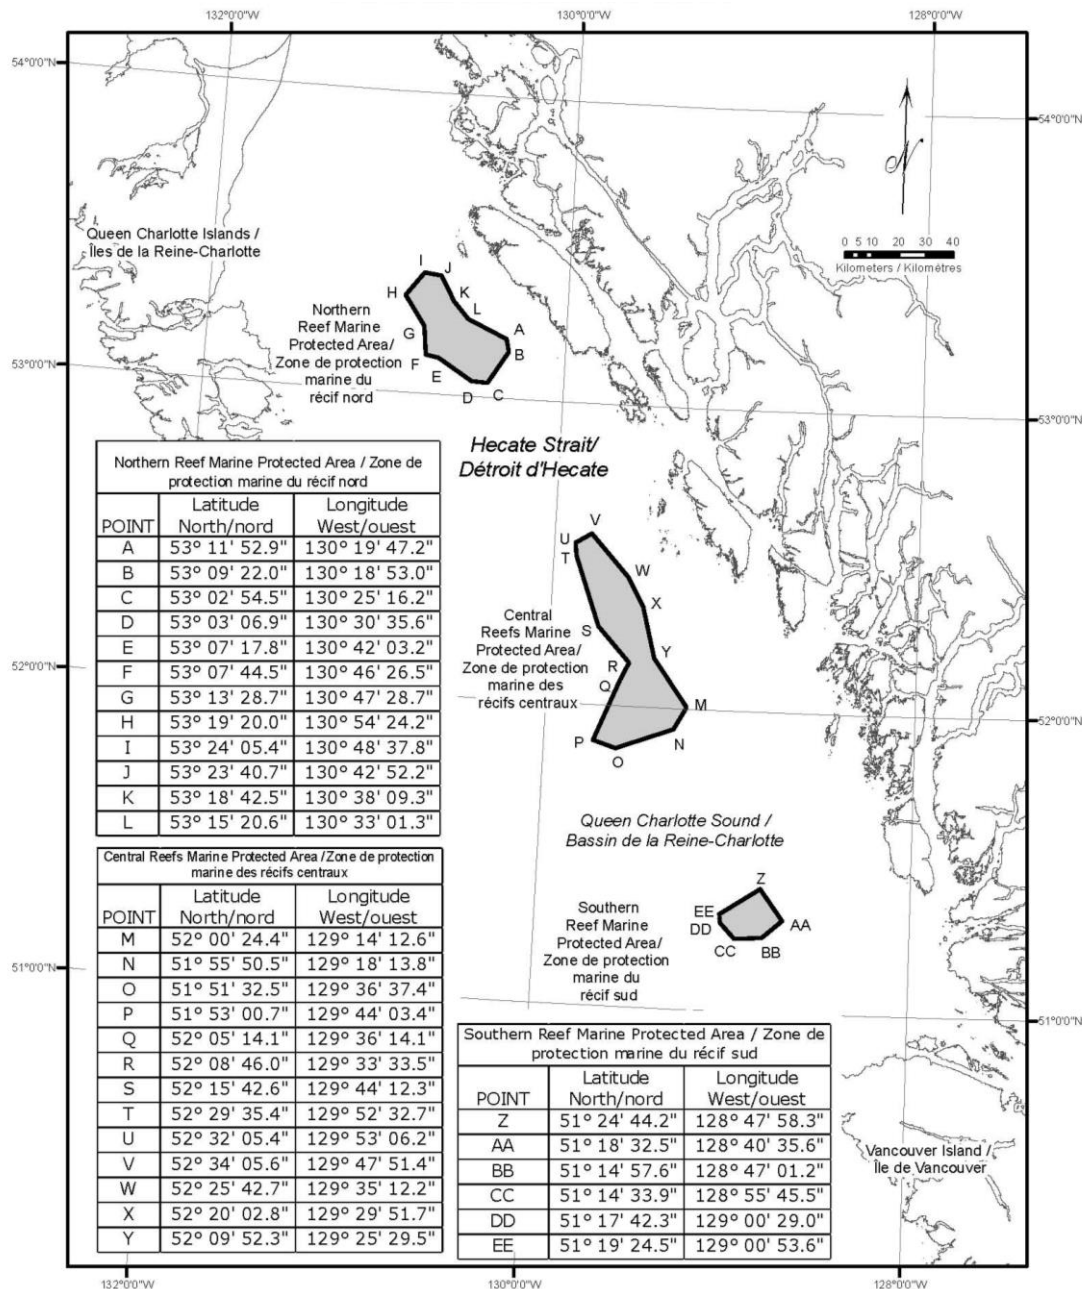 132°0'0"W 130°0'0"W 128°0'0"W
54°0'0"N
54°0'0"N
Queen Charlotte Islands /
Îles de la Reine-Charlotte
0 5 10 20 30 40
Kilometers / Kilomètres
I
J
H
K
L
G
A
B
F
E
D
C
Northern
Reef Marine
Protected Area/
Zone de protection
marine du
récif nord
53°0'0"N
53°0'0"N
Hecate Strait/
Détroit d'Hecate
Northern Reef Marine Protected Area / Zone de
protection marine du récif nord
POINT Latitude North/nord Longitude West/ouest
A 53° 11' 52.9" 130° 19' 47.2"
B 53° 09' 22.0" 130° 18' 53.0"
C 53° 02' 54.5" 130° 25' 16.2"
D 53° 03' 06.9" 130° 30' 35.6"
E 53° 07' 17.8" 130° 42' 03.2"
F 53° 07' 44.5" 130° 46' 26.5"
G 53° 13' 28.7" 130° 47' 28.7"
H 53° 19' 20.0" 130° 54' 24.2"
I 53° 24' 05.4" 130° 48' 37.8"
J 53° 23' 40.7" 130° 42' 52.2"
K 53° 18' 42.5" 130° 38' 09.3"
L 53° 15' 20.6" 130° 33' 01.3"
V
U
T
W
X
S
Y
R
Q
M
P
N
O
Central
Reefs Marine
Protected Area/
Zone de protection
marine des
récifs centraux
52°0'0"N
52°0'0"N
Queen Charlotte Sound /
Bassin de la Reine-Charlotte
Central Reefs Marine Protected Area /Zone de protection
marine des récifs centraux
POINT Latitude North/nord Longitude West/ouest
M 52° 00' 24.4" 129° 14' 12.6"
N 51° 55' 50.5" 129° 18' 13.8"
O 51° 51' 32.5" 129° 36' 37.4"
P 51° 53' 00.7" 129° 44' 03.4"
Q 52° 05' 14.1" 129° 36' 14.1"
R 52° 08' 46.0" 129° 33' 33.5"
S 52° 15' 42.6" 129° 44' 12.3"
T 52° 29' 35.4" 129° 52' 32.7"
U 52° 32' 05.4" 129° 53' 06.2"
V 52° 34' 05.6" 129° 47' 51.4"
W 52° 25' 42.7" 129° 35' 12.2"
X 52° 20' 02.8" 129° 29' 51.7"
Y 52° 09' 52.3" 129° 25' 29.5"
Z
EE
DD
AA
CC
BB
Southern
Reef Marine
Protected Area/
Zone de protection
marine du
récif sud
51°0'0"N
51°0'0"N
Southern Reef Marine Protected Area / Zone de
protection marine du récif sud
POINT Latitude North/nord Longitude West/ouest
Z 51° 24' 44.2" 128° 47' 58.3"
AA 51° 18' 32.5" 128° 40' 35.6"
BB 51° 14' 57.6" 128° 47' 01.2"
CC 51° 14' 33.9" 128° 55' 45.5"
DD 51° 17' 42.3" 129° 00' 29.0"
EE 51° 19' 24.5" 129° 00' 53.6"
Vancouver Island /
Île de Vancouver
132°0'0"W 130°0'0"W 128°0'0"W